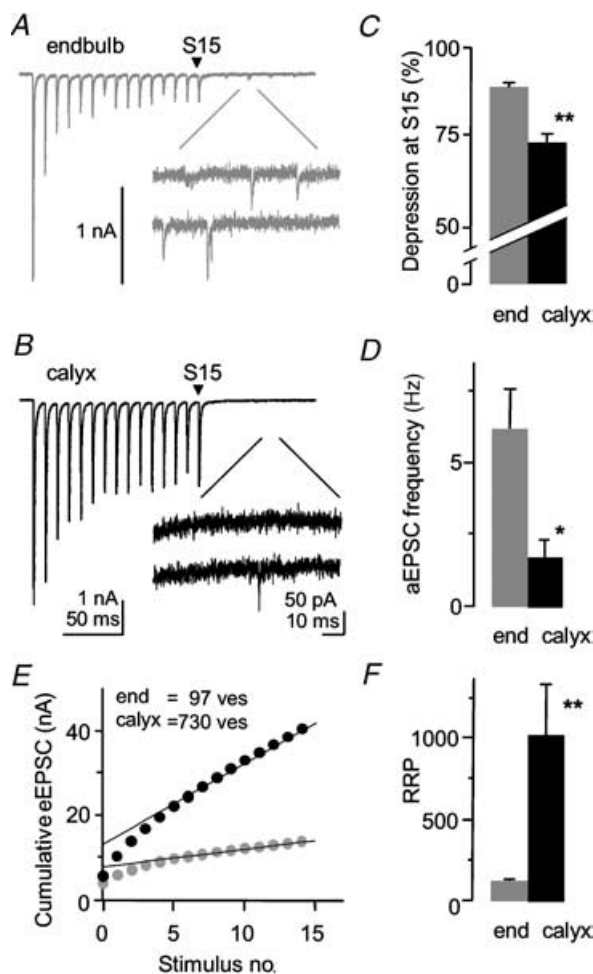 A
endbulb
S15
1 nA
B
calyx
S15
1 nA
50 ms
50 pA
10 ms
C
Depression at S15 (%)
100
75
50
0
**
end calyx
D
aEPSC frequency (Hz)
5
0
*
end calyx
E
end = 97 ves
calyx =730 ves
Cumulative eEPSC (nA)
40
20
0
0 5 10 15
Stimulus no.
F
RRP
1000
500
0
**
end calyx